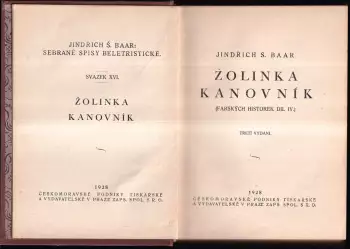 JINDŘICH Š. BAAR:
SEBRANÉ SPISY BELETRISTICKÉ.
SVAZEK XVI.
ŽOLINKA
KANOVNÍK
1928
ČESKOMORAVSKÉ PODNIKY TISKAŘSKÉ
A VYDAVATELSKÉ V PRAZE ZAPS. SPOL. S R. O.
JINDŘICH Š. BAAR
ŽOLINKA
KANOVNÍK
(FARSKÝCH HISTOREK DÍL IV.)
DRUHÉ VYDÁNÍ.
1928
ČESKOMORAVSKÉ PODNIKY TISKAŘSKÉ
A VYDAVATELSKÉ V PRAZE ZAPS. SPOL. S R. O.